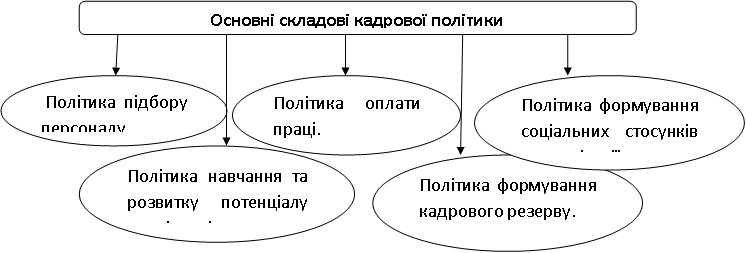 Основні складові кадрової політики
Політика підбору
персоналу
Політика оплати
праці.
Політика формування
соціальних стосунків
...
Політика навчання та
розвитку потенціалу
Політика формування
кадрового резерву.